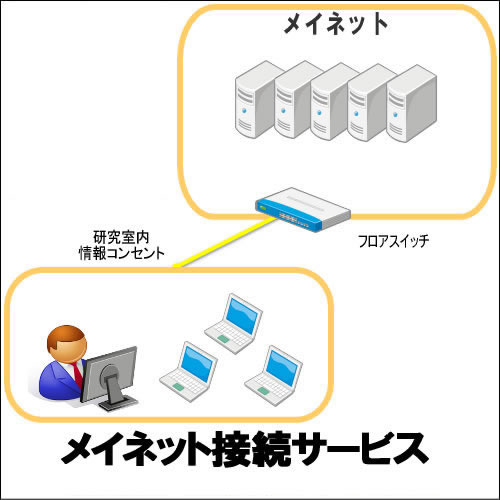 メイネット
研究室内
情報コンセント
フロアスイッチ
メイネット接続サービス